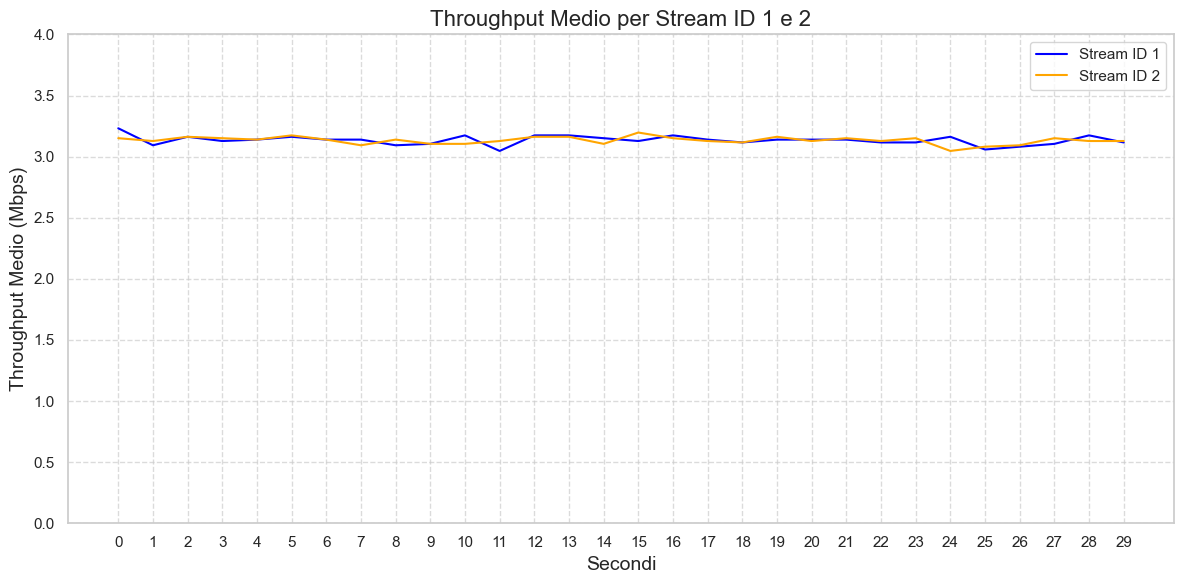 Throughput Medio per Stream ID 1 e 2
Stream ID 1
Stream ID 2
Throughput Medio (Mbps)
4.0
3.5
3.0
2.5
2.0
1.5
1.0
0.5
0.0
0 1 2 3 4 5 6 7 8 9 10 11 12 13 14 15 16 17 18 19 20 21 22 23 24 25 26 27 28 29
Secondi